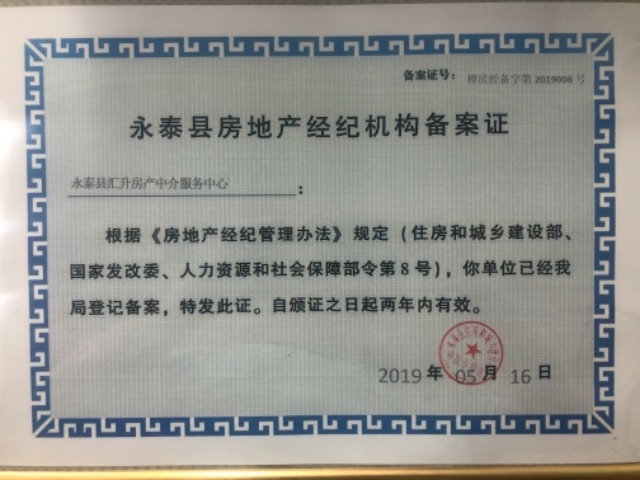 备案证号：樟房经备字第2019006号
永泰县房地产经纪机构备案证
永泰县汇升房产中介服务中心：
根据《房地产经纪管理办法》规定（住房和城乡建设部、
国家发改委、人力资源和社会保障部令第8号），你单位已经我
局登记备案，特发此证。自颁证之日起两年内有效。
2019年05月16日